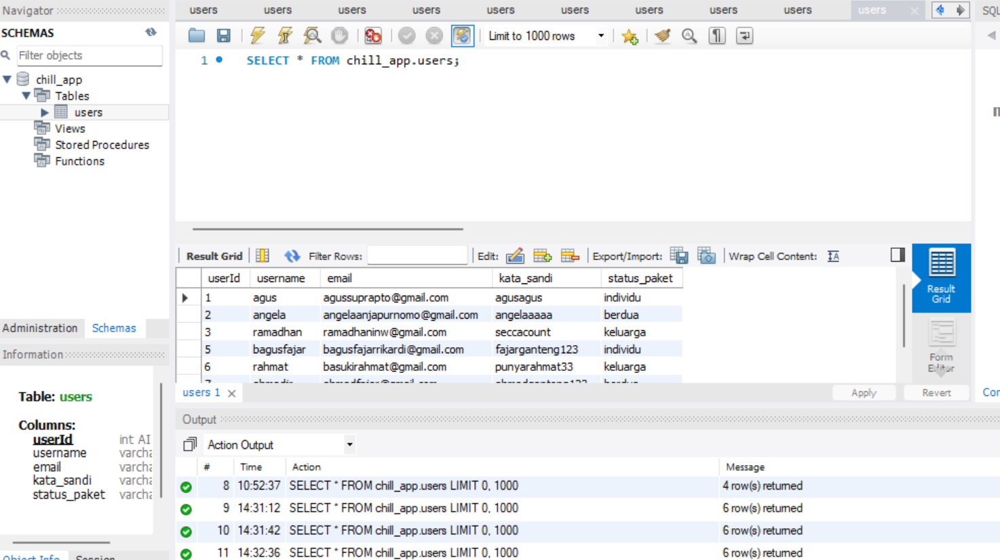 Navigator
users users users users users users users users users users
SQL
SCHEMAS
Limit to 1000 rows
Filter objects
1 SELECT * FROM chill_app.users;
chill_app
Tables
users
Views
Stored Procedures
Functions
Result Grid Filter Rows: Edit: Export/Import: Wrap Cell Content:
userId username email kata_sandi status_paket
1 agus agussuprapto@gmail.com agusagus individu
2 angela angelaanjapurnomo@gmail.com angelaaaaa berdua
3 ramadhan ramadhaninw@gmail.com seccacount keluarga
5 bagusfajar bagusfajarrikardi@gmail.com fajarganteng123 individu
6 rahmat basukirahmat@gmail.com punyarahmat33 keluarga
Result
Grid
Form
Editor
Administration Schemas
Information
Table: users
Columns:
userId int AI
username varcha
email varcha
kata_sandi varcha
status_paket varcha
Object Info Session
users 1
Apply Revert
Con
Output
Action Output
# Time Action Message
8 10:52:37 SELECT * FROM chill_app.users LIMIT 0, 1000 4 row(s) returned
9 14:31:12 SELECT * FROM chill_app.users LIMIT 0, 1000 6 row(s) returned
10 14:31:42 SELECT * FROM chill_app.users LIMIT 0, 1000 6 row(s) returned
11 14:32:36 SELECT * FROM chill_app.users LIMIT 0, 1000 6 row(s) returned